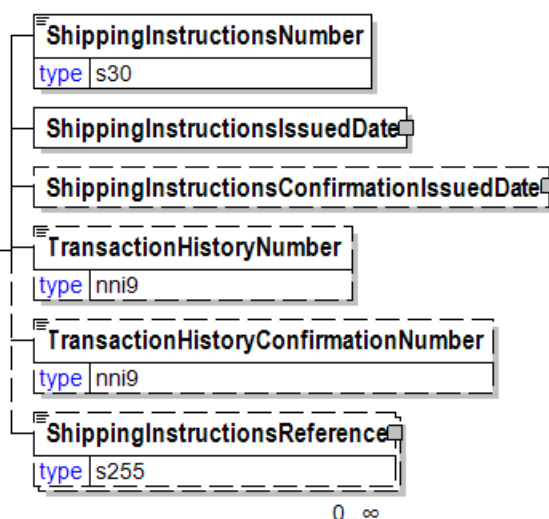 ShippingInstructionsNumber
type s30
ShippingInstructionsIssuedDate
ShippingInstructionsConfirmationIssuedDate
TransactionHistoryNumber
type nni9
TransactionHistoryConfirmationNumber
type nni9
ShippingInstructionsReference
type s255
0 ∞